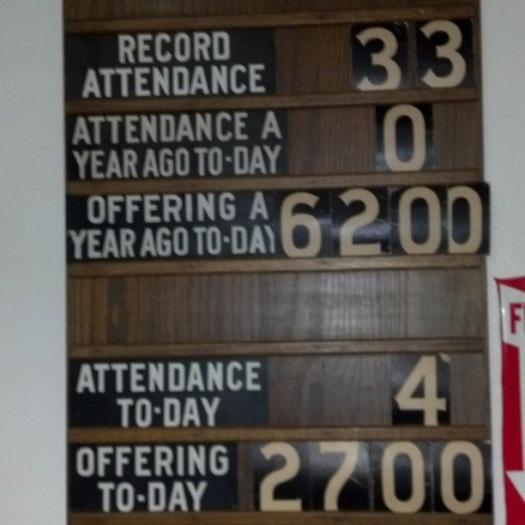 RECORD
ATTENDANCE 33
ATTENDANCE A
YEAR AGO TO-DAY 0
OFFERING A
YEAR AGO TO-DAY 6200
ATTENDANCE
TO-DAY 4
OFFERING
TO-DAY 2700
F